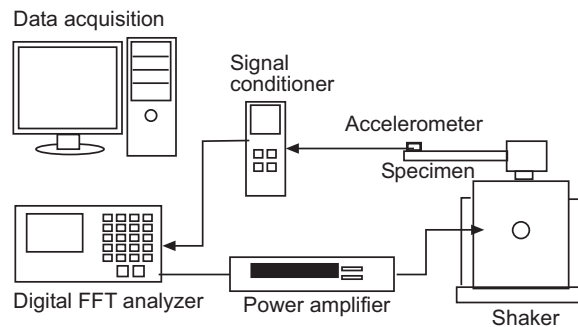 Data acquisition
Signal
conditioner
Accelerometer
Specimen
Digital FFT analyzer
Power amplifier
Shaker